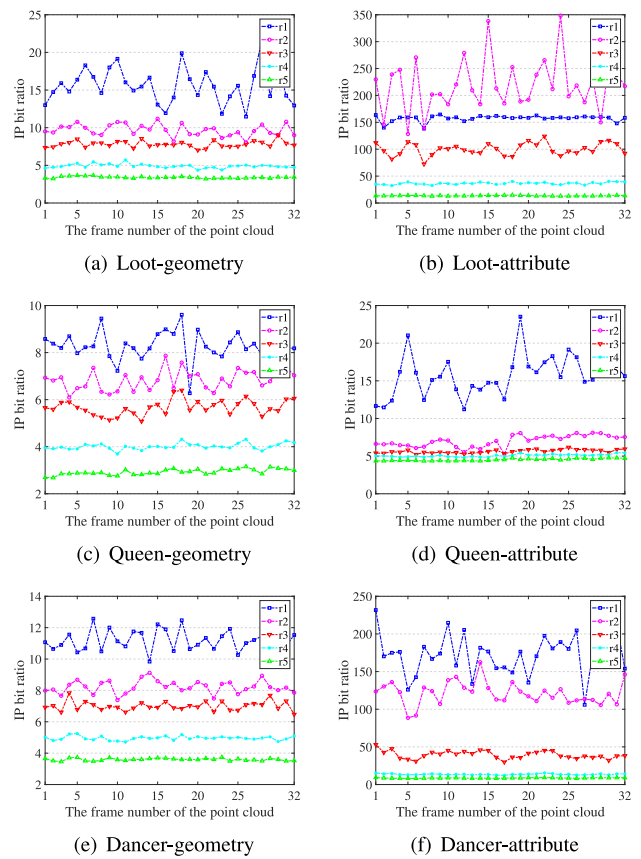 IP bit ratio
25
20
15
10
5
0
1 5 10 15 20 25 32
The frame number of the point cloud
r1
r2
r3
r4
r5
(a) Loot-geometry
IP bit ratio
350
300
250
200
150
100
50
0
1 5 10 15 20 25 32
The frame number of the point cloud
r1
r2
r3
r4
r5
(b) Loot-attribute
IP bit ratio
10
8
6
4
2
1 5 10 15 20 25 32
The frame number of the point cloud
r1
r2
r3
r4
r5
(c) Queen-geometry
IP bit ratio
25
20
15
10
5
0
1 5 10 15 20 25 32
The frame number of the point cloud
r1
r2
r3
r4
r5
(d) Queen-attribute
IP bit ratio
14
12
10
8
6
4
2
1 5 10 15 20 25 32
The frame number of the point cloud
r1
r2
r3
r4
r5
(e) Dancer-geometry
IP bit ratio
250
200
150
100
50
0
1 5 10 15 20 25 32
The frame number of the point cloud
r1
r2
r3
r4
r5
(f) Dancer-attribute